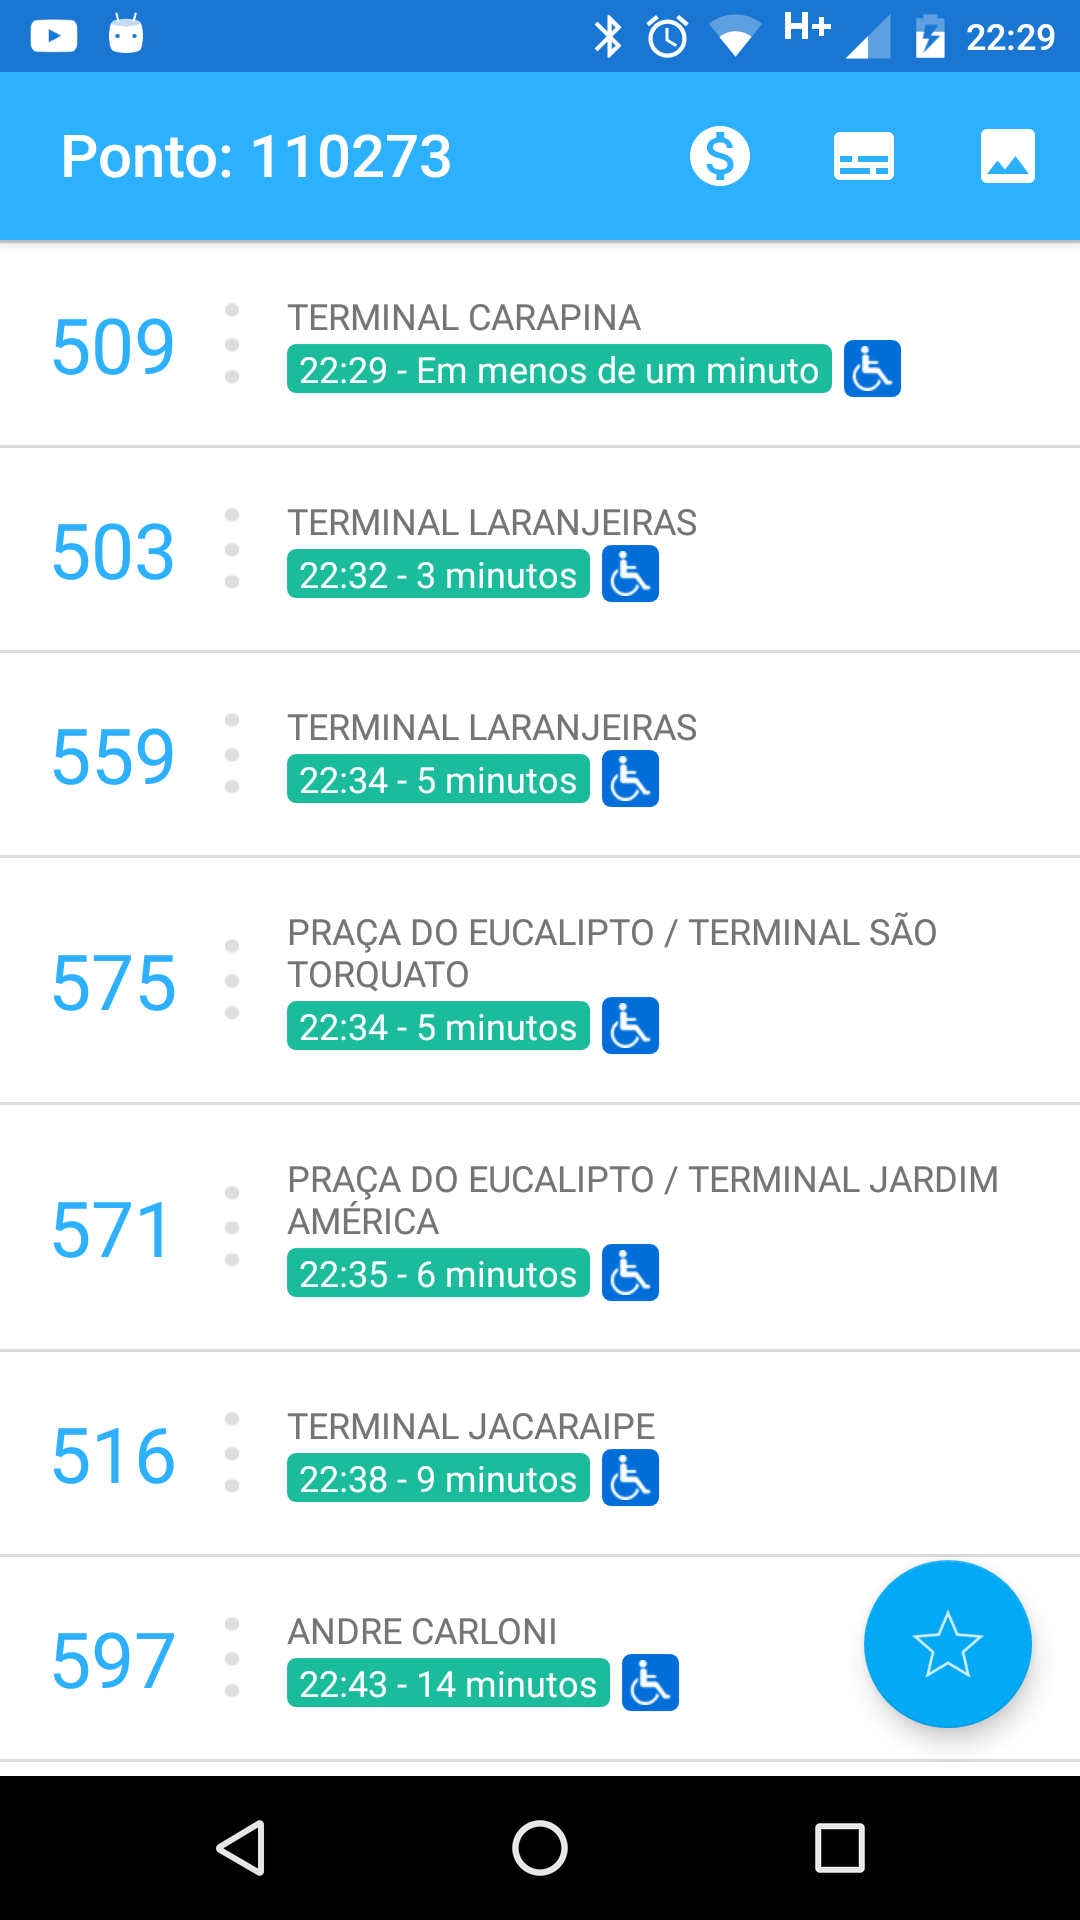 H+ 22:29
Ponto: 110273
509
TERMINAL CARAPINA
22:29 - Em menos de um minuto
503
TERMINAL LARANJEIRAS
22:32 - 3 minutos
559
TERMINAL LARANJEIRAS
22:34 - 5 minutos
575
PRAÇA DO EUCALIPTO / TERMINAL SÃO
TORQUATO
22:34 - 5 minutos
571
PRAÇA DO EUCALIPTO / TERMINAL JARDIM
AMÉRICA
22:35 - 6 minutos
516
TERMINAL JACARAIPE
22:38 - 9 minutos
597
ANDRE CARLONI
22:43 - 14 minutos